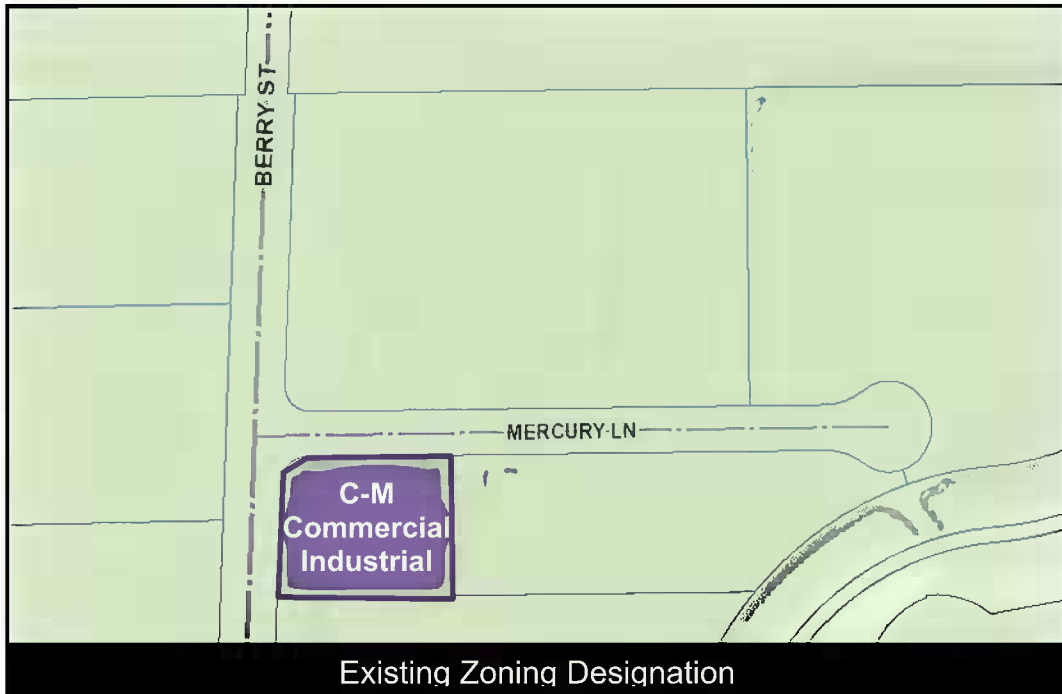 BERRY ST
MERCURY LN
C-M
Commercial
Industrial
Existing Zoning Designation